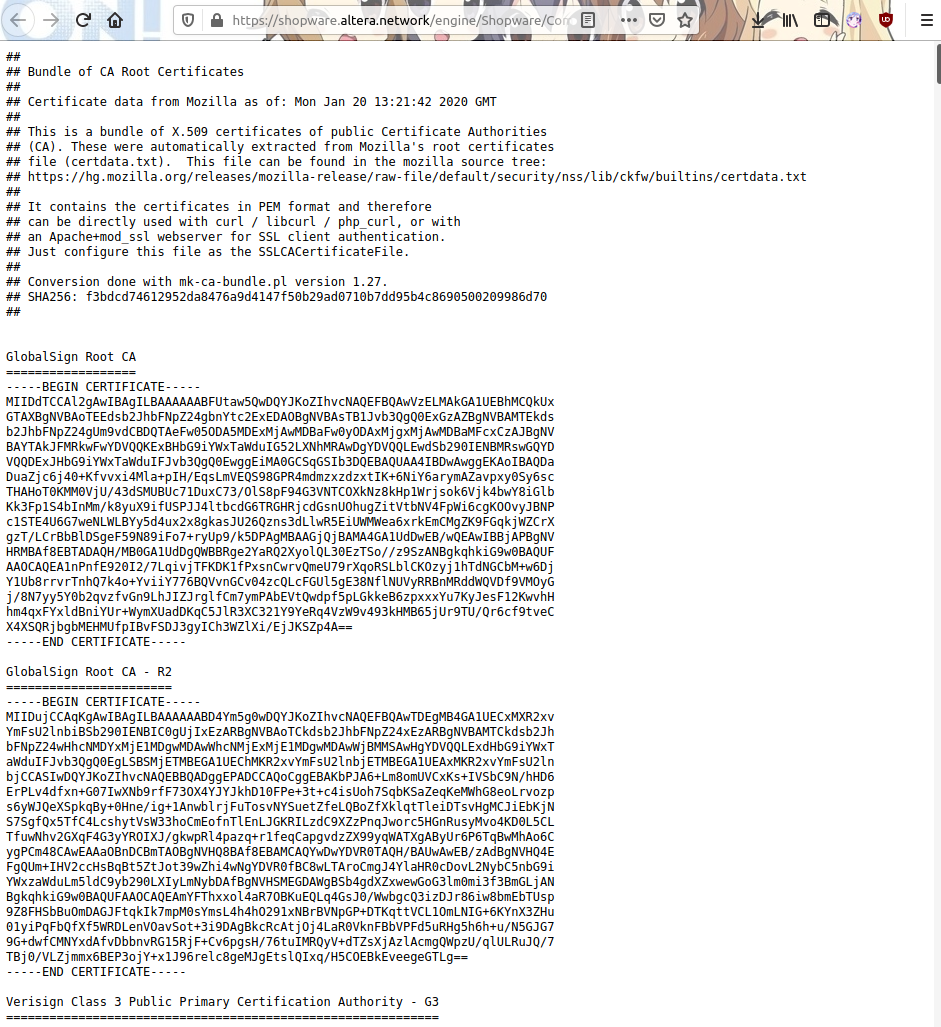 https://shopware.altera.network/engine/Shopware/Con
##
## Bundle of CA Root Certificates
##
## Certificate data from Mozilla as of: Mon Jan 20 13:21:42 2020 GMT
##
## This is a bundle of X.509 certificates of public Certificate Authorities
## (CA). These were automatically extracted from Mozilla's root certificates
## file (certdata.txt).  This file can be found in the mozilla source tree:
## https://hg.mozilla.org/releases/mozilla-release/raw-file/default/security/nss/lib/ckfw/builtins/certdata.txt
##
## It contains the certificates in PEM format and therefore
## can be directly used with curl / libcurl / php_curl, or with
## an Apache+mod_ssl webserver for SSL client authentication.
## Just configure this file as the SSLCACertificateFile.
##
## Conversion done with mk-ca-bundle.pl version 1.27.
## SHA256: f3bdcd74612952da8476a9d4147f50b29ad0710b7dd95b4c8690500209986d70
##
GlobalSign Root CA
==================
-----BEGIN CERTIFICATE-----
MIIDdTCCAl2gAwIBAgILBAAAAAABFUtaw5QwDQYJKoZIhvcNAQEFBQAwVzELMAkGA1UEBhMCQkUx
GTAXBgNVBAoTEEdsb2JhbFNpZ24gbnYtc2ExEDAOBgNVBAsTB1Jvb3QgQ0ExGzAZBgNVBAMTEkds
b2JhbFNpZ24gUm9vdCBDQTAeFw05ODA5MDExMjAwMDBaFw0yODAxMjgxMjAwMDBaMFcxCzAJBgNV
BAYTAkJFMRkwFwYDVQQKExBHbG9iYWxTaWduIG52LXNhMRAwDgYDVQQLEwdSb290IENBMRswGQYD
VQQDExJHbG9iYWxTaWduIFJvb3QgQ0EwggEiMA0GCSqGSIb3DQEBAQUAA4IBDwAwggEKAoIBAQDa
DuaZjc6j40+Kfvvxi4Mla+pIH/EqsLmVEQS98GPR4mdmzxzdzxtIK+6NiY6arymAZavpxy0Sy6sc
THAHoT0KMM0VjU/43dSMUBUc71DuxC73/OlS8pF94G3VNTCOXkNz8kHp1Wrjsok6Vjk4bwY8iGlb
Kk3Fp1S4bInMm/k8yuX9ifUSPJJ4ltbcdG6TRGHRjcdGsnUOhugZitVtbNV4FpWi6cgKOOvyJBNP
c1STE4U6G7weNLWLBYy5d4ux2x8gkasJU26Qzns3dLlwR5EiUWMWea6xrkEmCMgZK9FGqkjWZCrX
gzT/LCrBbBlDSgeF59N89iFo7+ryUp9/k5DPAgMBAAGjQjBAMA4GA1UdDwEB/wQEAwIBBjAPBgNV
HRMBAf8EBTADAQH/MB0GA1UdDgQWBBRge2YaRQ2XyolQL30EzTSo//z9SzANBgkqhkiG9w0BAQUF
AAOCAQEA1nPnfE920I2/7LqivjTFKDK1fPxsnCwrvQmeU79rXqoRSLblCKOzyj1hTdNGCbM+w6Dj
Y1Ub8rrvrTnhQ7k4o+YviiY776BQVvnGCv04zcQLcFGUl5gE38NflNUVyRRBnMRddWQVDf9VMOyG
j/8N7yy5Y0b2qvzfvGn9LhJIZJrglfCm7ymPAbEVtQwdpf5pLGkkeB6zpxxxYu7KyJesF12KwvhH
hm4qxFYxldBniYUr+WymXUadDKqC5JlR3XC321Y9YeRq4VzW9v493kHMB65jUr9TU/Qr6cf9tveC
X4XSQRjbgbMEHMUfpIBvFSDJ3gyICh3WZlXi/EjJKSZp4A==
-----END CERTIFICATE-----
GlobalSign Root CA - R2
=======================
-----BEGIN CERTIFICATE-----
MIIDujCCAqKgAwIBAgILBAAAAAABD4Ym5g0wDQYJKoZIhvcNAQEFBQAwTDEgMB4GA1UECxMXR2xv
YmFsU2lnbiBSb290IENBIC0gUjIxEzARBgNVBAoTCkdsb2JhbFNpZ24xEzARBgNVBAMTCkdsb2Jh
bFNpZ24wHhcNMDYxMjE1MDgwMDAwWhcNMjExMjE1MDgwMDAwWjBMMSAwHgYDVQQLExdHbG9iYWxT
aWduIFJvb3QgQ0EgLSBSMjETMBEGA1UEChMKR2xvYmFsU2lnbjETMBEGA1UEAxMKR2xvYmFsU2ln
bjCCASIwDQYJKoZIhvcNAQEBBQADggEPADCCAQoCggEBAKbPJA6+Lm8omUVCxKs+IVSbC9N/hHD6
ErPLv4dfxn+G07IwXNb9rfF73OX4YJYJkhD10FPe+3t+c4isUoh7SqbKSaZeqKeMWhG8eoLrvozp
s6yWJQeXSpkqBy+0Hne/ig+1AnwblrjFuTosvNYSuetZfeLQBoZfXklqtTleiDTsvHgMCJiEbKjN
S7SgfQx5TfC4LcshytVsW33hoCmEofnTlEnLJGKRILzdC9XZzPnqJworc5HGnRusyMvo4KD0L5CL
TfuwNhv2GXqF4G3yYROIXJ/gkwpRl4pazq+r1feqCapgvdzZX99yqWATXgAByUr6P6TqBwMhAo6C
ygPCm48CAwEAAaOBnDCBmTAOBgNVHQ8BAf8EBAMCAQYwDwYDVR0TAQH/BAUwAwEB/zAdBgNVHQ4E
FgQUm+IHV2ccHsBqBt5ZtJot39wZhi4wNgYDVR0fBC8wLTAroCmgJ4YlaHR0cDovL2NybC5nbG9i
YWxzaWduLm5ldC9yb290LXIyLmNybDAfBgNVHSMEGDAWgBSb4gdXZxwewGoG3lm0mi3f3BmGLjAN
BgkqhkiG9w0BAQUFAAOCAQEAmYFThxxol4aR7OBKuEQLq4GsJ0/WwbgcQ3izDJr86iw8bmEbTUsp
9Z8FHSbBuOmDAGJFtqkIk7mpM0sYmsL4h4hO291xNBrBVNpGP+DTKqttVCL1OmLNIG+6KYnX3ZHu
01yiPqFbQfXf5WRDLenVOavSot+3i9DAgBkcRcAtjOj4LaR0VknFBbVPFd5uRHg5h6h+u/N5GJG7
9G+dwfCMNYxdAfvDbbnvRG15RjF+Cv6pgsH/76tuIMRQyV+dTZsXjAzlAcmgQWpzU/qlULRuJQ/7
TBj0/VLZjmmx6BEP3ojY+x1J96relc8geMJgEtslQIxq/H5COEBkEveegeGTLg==
-----END CERTIFICATE-----
Verisign Class 3 Public Primary Certification Authority - G3
============================================================